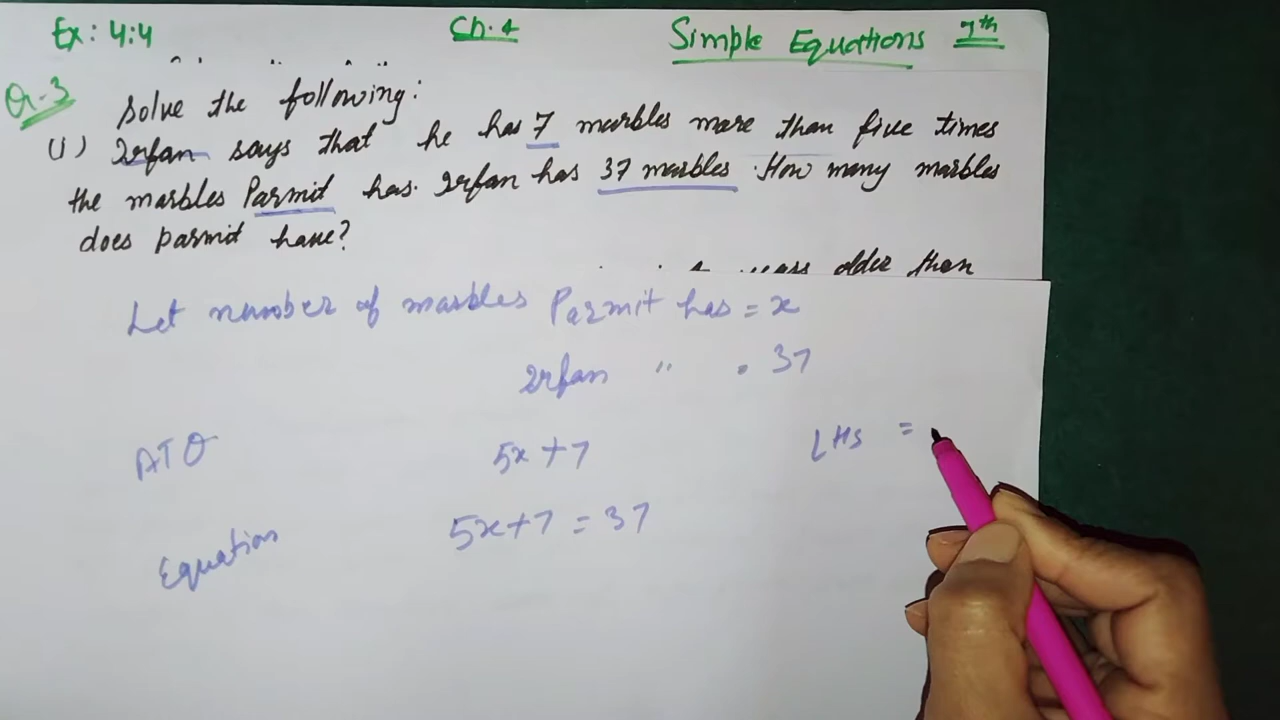 Ex: 4:4 Ch. 4 Simple Equations 7th
Q.3 Solve the following:
(i) Irfan says that he has 7 marbles more than five times
the marbles Parmit has. Irfan has 37 marbles. How many marbles
does parmit have?
older than
Let number of marbles Parmit has = x
Irfan " " 37
ATQ 5x + 7 LHS =
Equation 5x+7 = 37